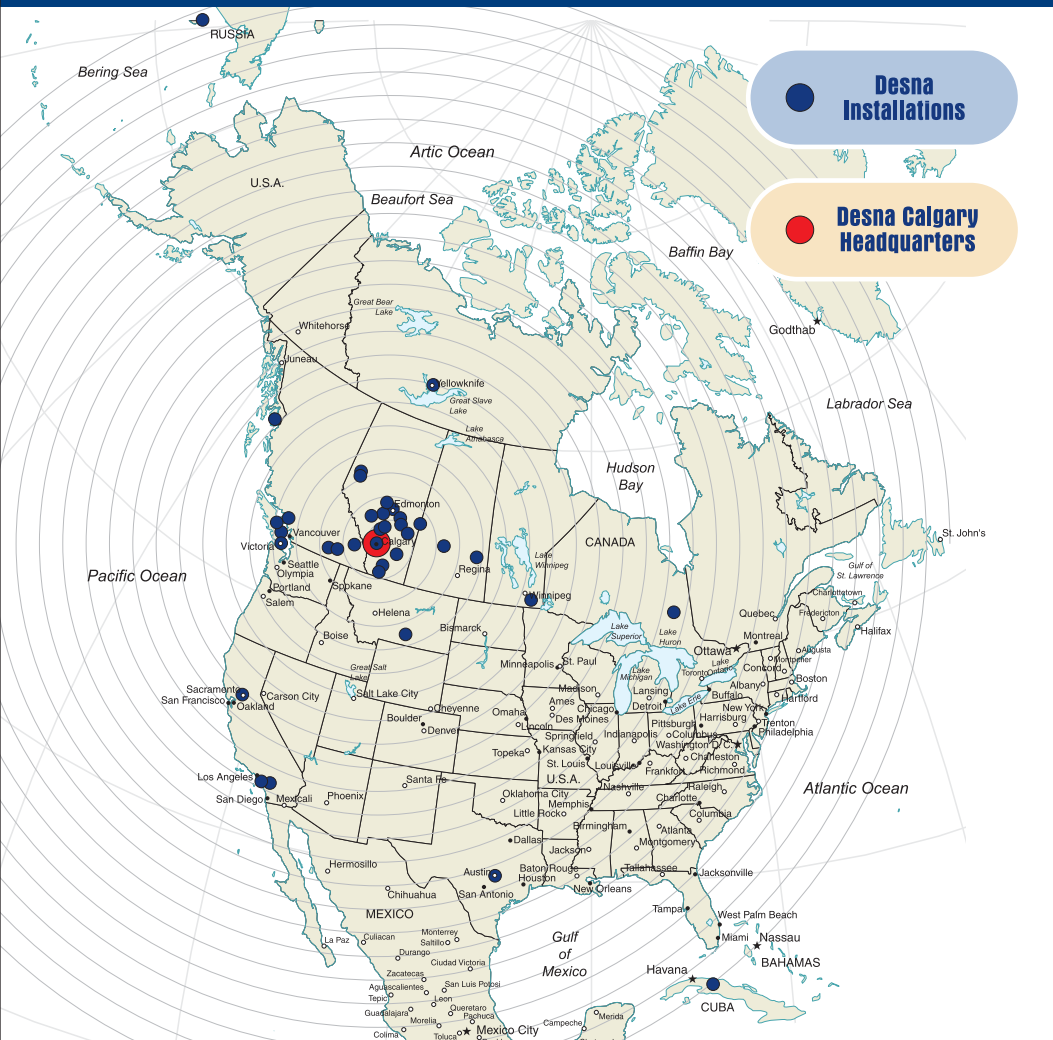 RUSSIA
Bering Sea
Desna
Installations
Artic Ocean
U.S.A.
Beaufort Sea
Desna Calgary
Headquarters
Baffin Bay
Great Bear
Lake
Whitehorse
Godthab
Juneau
Yellowknife
Great Slave
Lake
Labrador Sea
Lake
Athabasca
Hudson
Bay
Edmonton
Vancouver
Victoria
Calgary
CANADA
St. John's
Lake
Winnipeg
Seattle
Olympia
Regina
Gulf of
St. Lawrence
Pacific Ocean
Portland
Spokane
Salem
Winnipeg
Charlottetown
Helena
Quebec
Fredericton
Boise
Bismarck
Lake
Superior
Lake
Huron
Montreal
Halifax
Ottawa
Augusta
Montpelier
Great Salt
Lake
Minneapolis
St. Paul
Lake
Michigan
Toronto
Lake
Ontario
Concord
Boston
Sacramento
San Francisco
Oakland
Carson City
Salt Lake City
Madison
Lansing
Detroit
Lake Erie
Buffalo
Albany
Hartford
Cheyenne
Boulder
Denver
Omaha
Lincoln
Ames
Des Moines
Chicago
New York
Harrisburg
Trenton
Philadelphia
Pittsburgh
Springfield
Indianapolis
Columbus
Washington D.C.
Topeka
Kansas City
St. Louis
Louisville
Charleston
Frankfort
Richmond
Los Angeles
San Diego
Mexicali
Phoenix
Santa Fe
U.S.A.
Nashville
Raleigh
Atlantic Ocean
Oklahoma City
Memphis
Charlotte
Little Rock
Columbia
Birmingham
Atlanta
Dallas
Jackson
Montgomery
Hermosillo
Austin
Baton Rouge
Houston
Tallahassee
Jacksonville
Chihuahua
San Antonio
New Orleans
MEXICO
Tampa
West Palm Beach
La Paz
Culiacan
Monterrey
Saltillo
Gulf
of
Mexico
Miami
Nassau
BAHAMAS
Durango
Ciudad Victoria
Havana
Zacatecas
Aguascalientes
San Luis Potosi
Tepic
Leon
CUBA
Guadalajara
Queretaro
Pachuca
Morelia
Merida
Campeche
Colima
Toluca
Mexico City